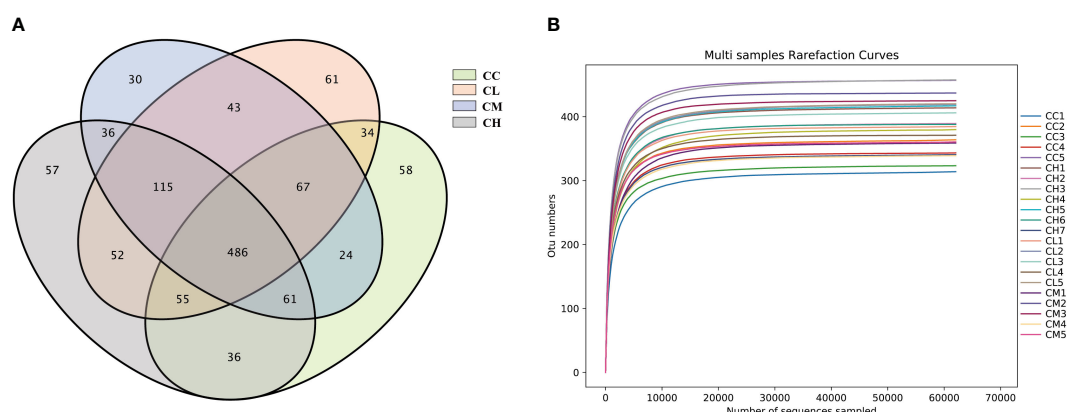 A
30
61
43
36
34
57
115
67
58
52
486
24
55
61
36
CC
CL
CM
CH
B
Multi samples Rarefaction Curves
Otu numbers
400
300
200
100
0
0 10000 20000 30000 40000 50000 60000 70000
Number of sequences sampled
CC1
CC2
CC3
CC4
CC5
CH1
CH2
CH3
CH4
CH5
CH6
CH7
CL1
CL2
CL3
CL4
CL5
CM1
CM2
CM3
CM4
CM5